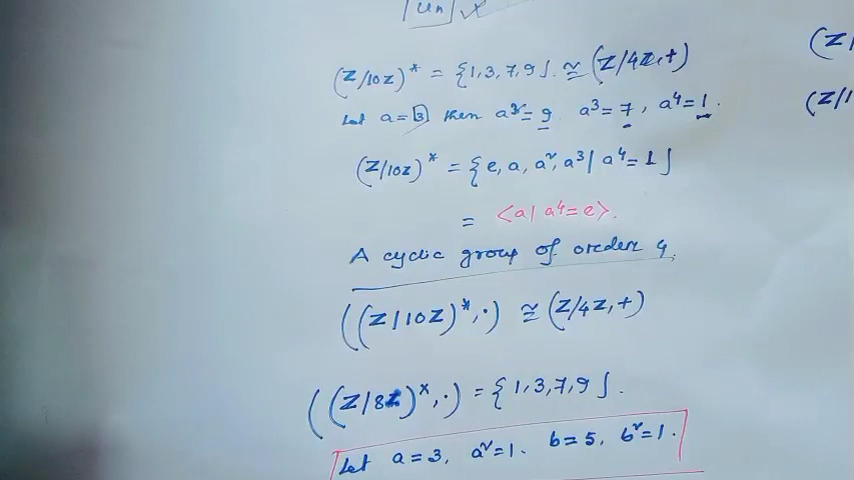 (Z/10Z)* = {1,3,7,9} ≅ (Z/4Z,+)
Let a=3 then a²=9 a³=7, a⁴=1.
(Z/10Z)* = {e, a, a², a³ | a⁴=1}
= <a | a⁴=e>.
A cyclic group of order 4.
((Z/10Z)*, ·) ≅ (Z/4Z,+)
((Z/8Z)ˣ, ·) = {1,3,7,9}.
Let a=3, a²=1. b=5, b²=1.
(Z/
(Z/1